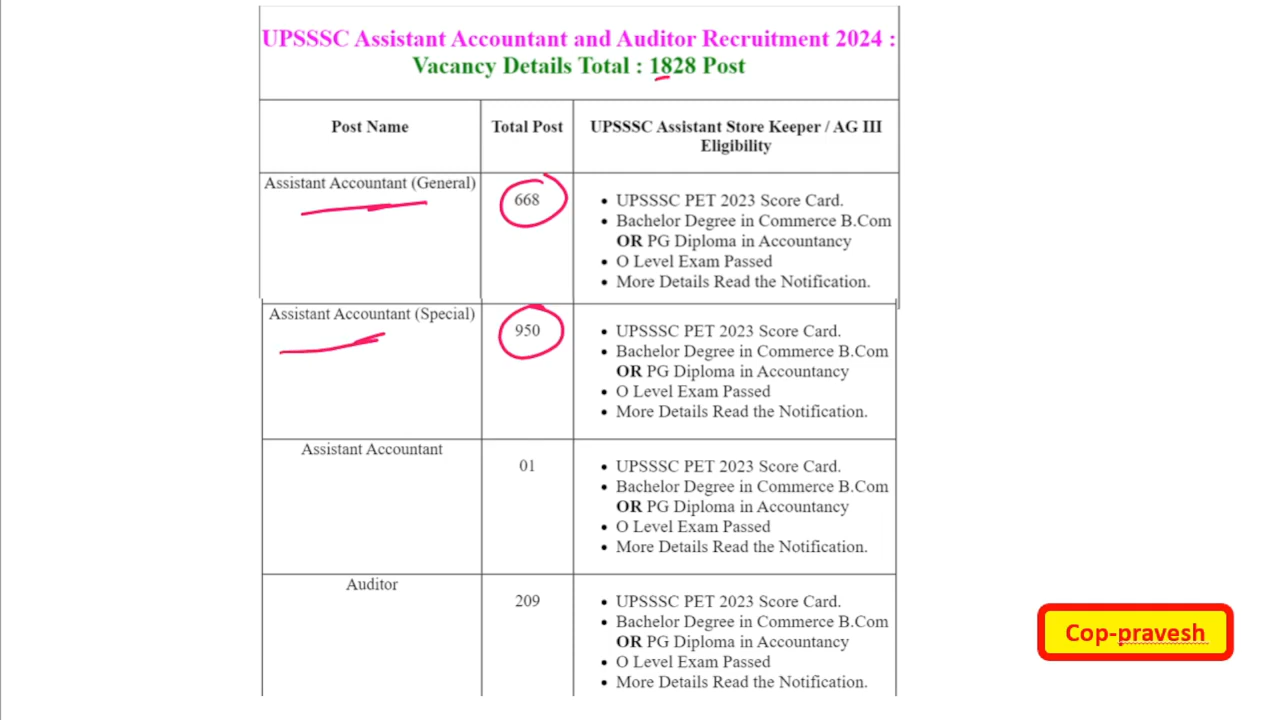 UPSSSC Assistant Accountant and Auditor Recruitment 2024 :
Vacancy Details Total : 1828 Post
Post Name
Total Post
UPSSSC Assistant Store Keeper / AG III
Eligibility
Assistant Accountant (General)
668
• UPSSSC PET 2023 Score Card.
• Bachelor Degree in Commerce B.Com
OR PG Diploma in Accountancy
• O Level Exam Passed
• More Details Read the Notification.
Assistant Accountant (Special)
950
• UPSSSC PET 2023 Score Card.
• Bachelor Degree in Commerce B.Com
OR PG Diploma in Accountancy
• O Level Exam Passed
• More Details Read the Notification.
Assistant Accountant
01
• UPSSSC PET 2023 Score Card.
• Bachelor Degree in Commerce B.Com
OR PG Diploma in Accountancy
• O Level Exam Passed
• More Details Read the Notification.
Auditor
209
• UPSSSC PET 2023 Score Card.
• Bachelor Degree in Commerce B.Com
OR PG Diploma in Accountancy
• O Level Exam Passed
• More Details Read the Notification.
Cop-pravesh